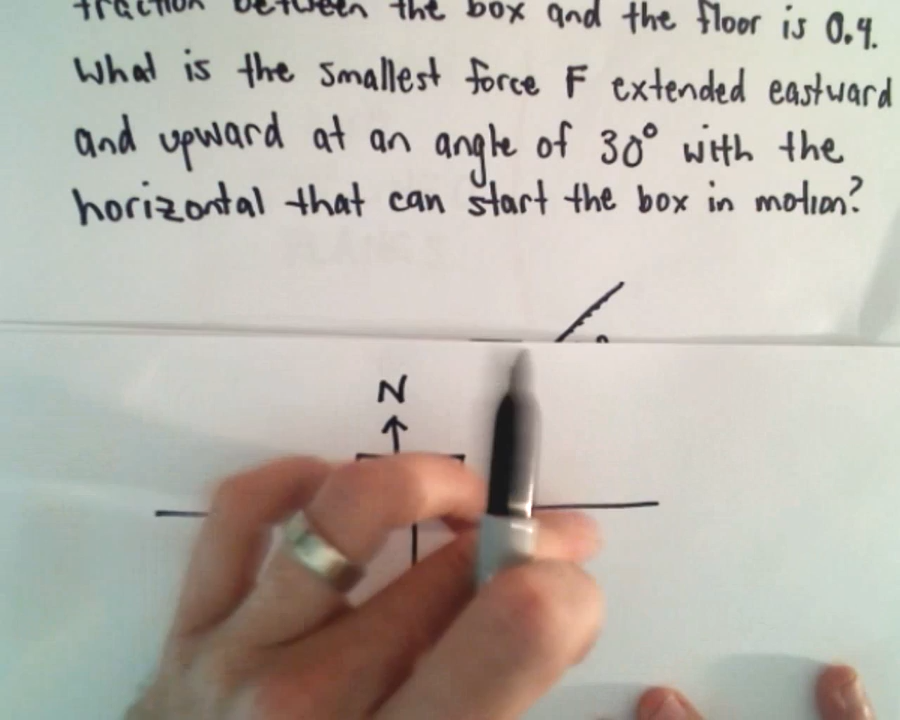 fraction between the box and the floor is 0.4.
What is the smallest force F extended eastward
and upward at an angle of 30° with the
horizontal that can start the box in motion?
N